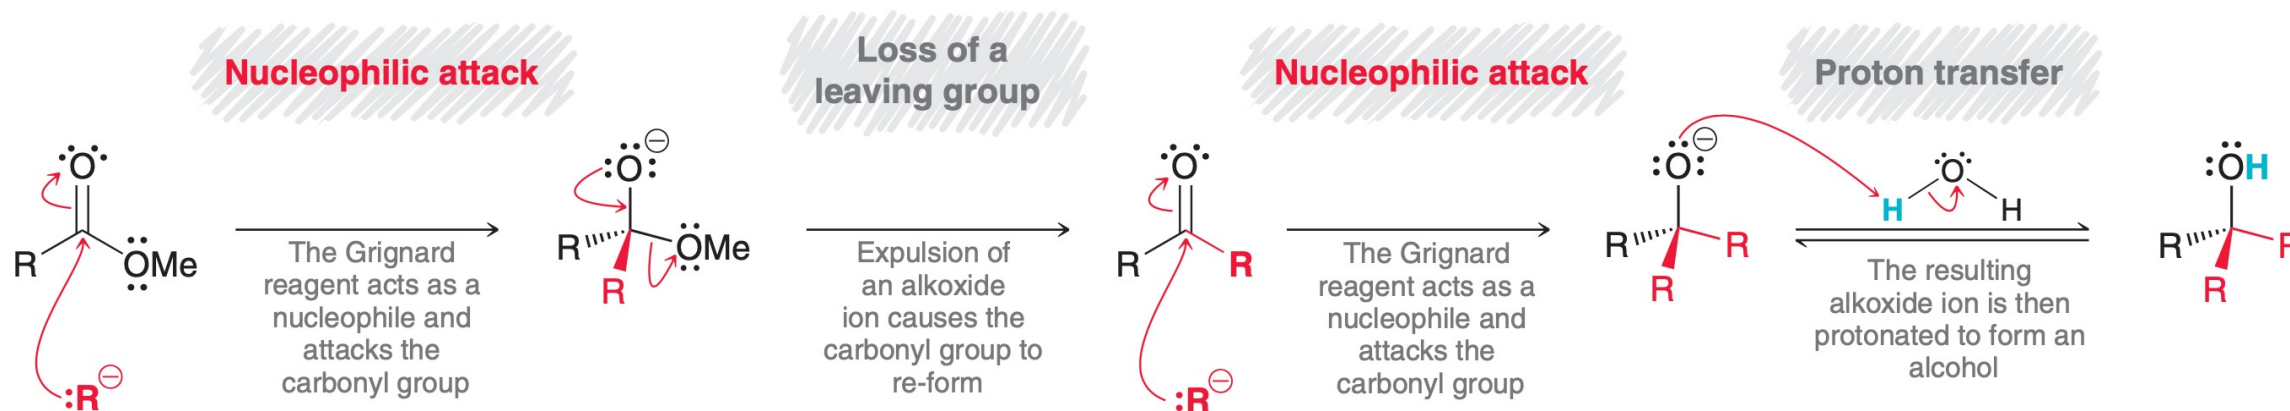 Nucleophilic attack
Loss of a
leaving group
Nucleophilic attack
Proton transfer
O
R
OMe
:R⊖
The Grignard
reagent acts as a
nucleophile and
attacks the
carbonyl group
O⊖
R
OMe
R
Expulsion of
an alkoxide
ion causes the
carbonyl group to
re-form
O
R
R
:R⊖
The Grignard
reagent acts as a
nucleophile and
attacks the
carbonyl group
O⊖
R
R
R
O
H
H
The resulting
alkoxide ion is then
protonated to form an
alcohol
OH
R
R
R